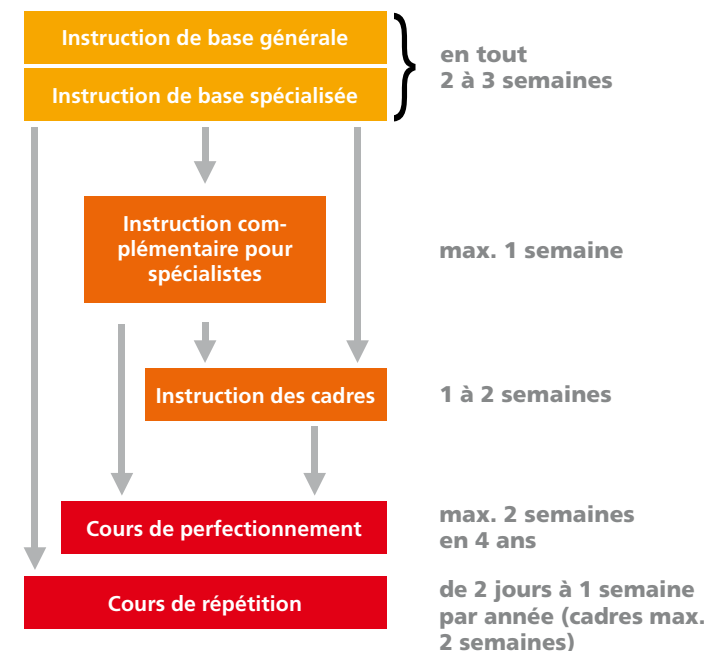 Instruction de base générale
Instruction de base spécialisée
en tout
2 à 3 semaines
Instruction com-
plémentaire pour
spécialistes
max. 1 semaine
Instruction des cadres
1 à 2 semaines
Cours de perfectionnement
max. 2 semaines
en 4 ans
Cours de répétition
de 2 jours à 1 semaine
par année (cadres max.
2 semaines)